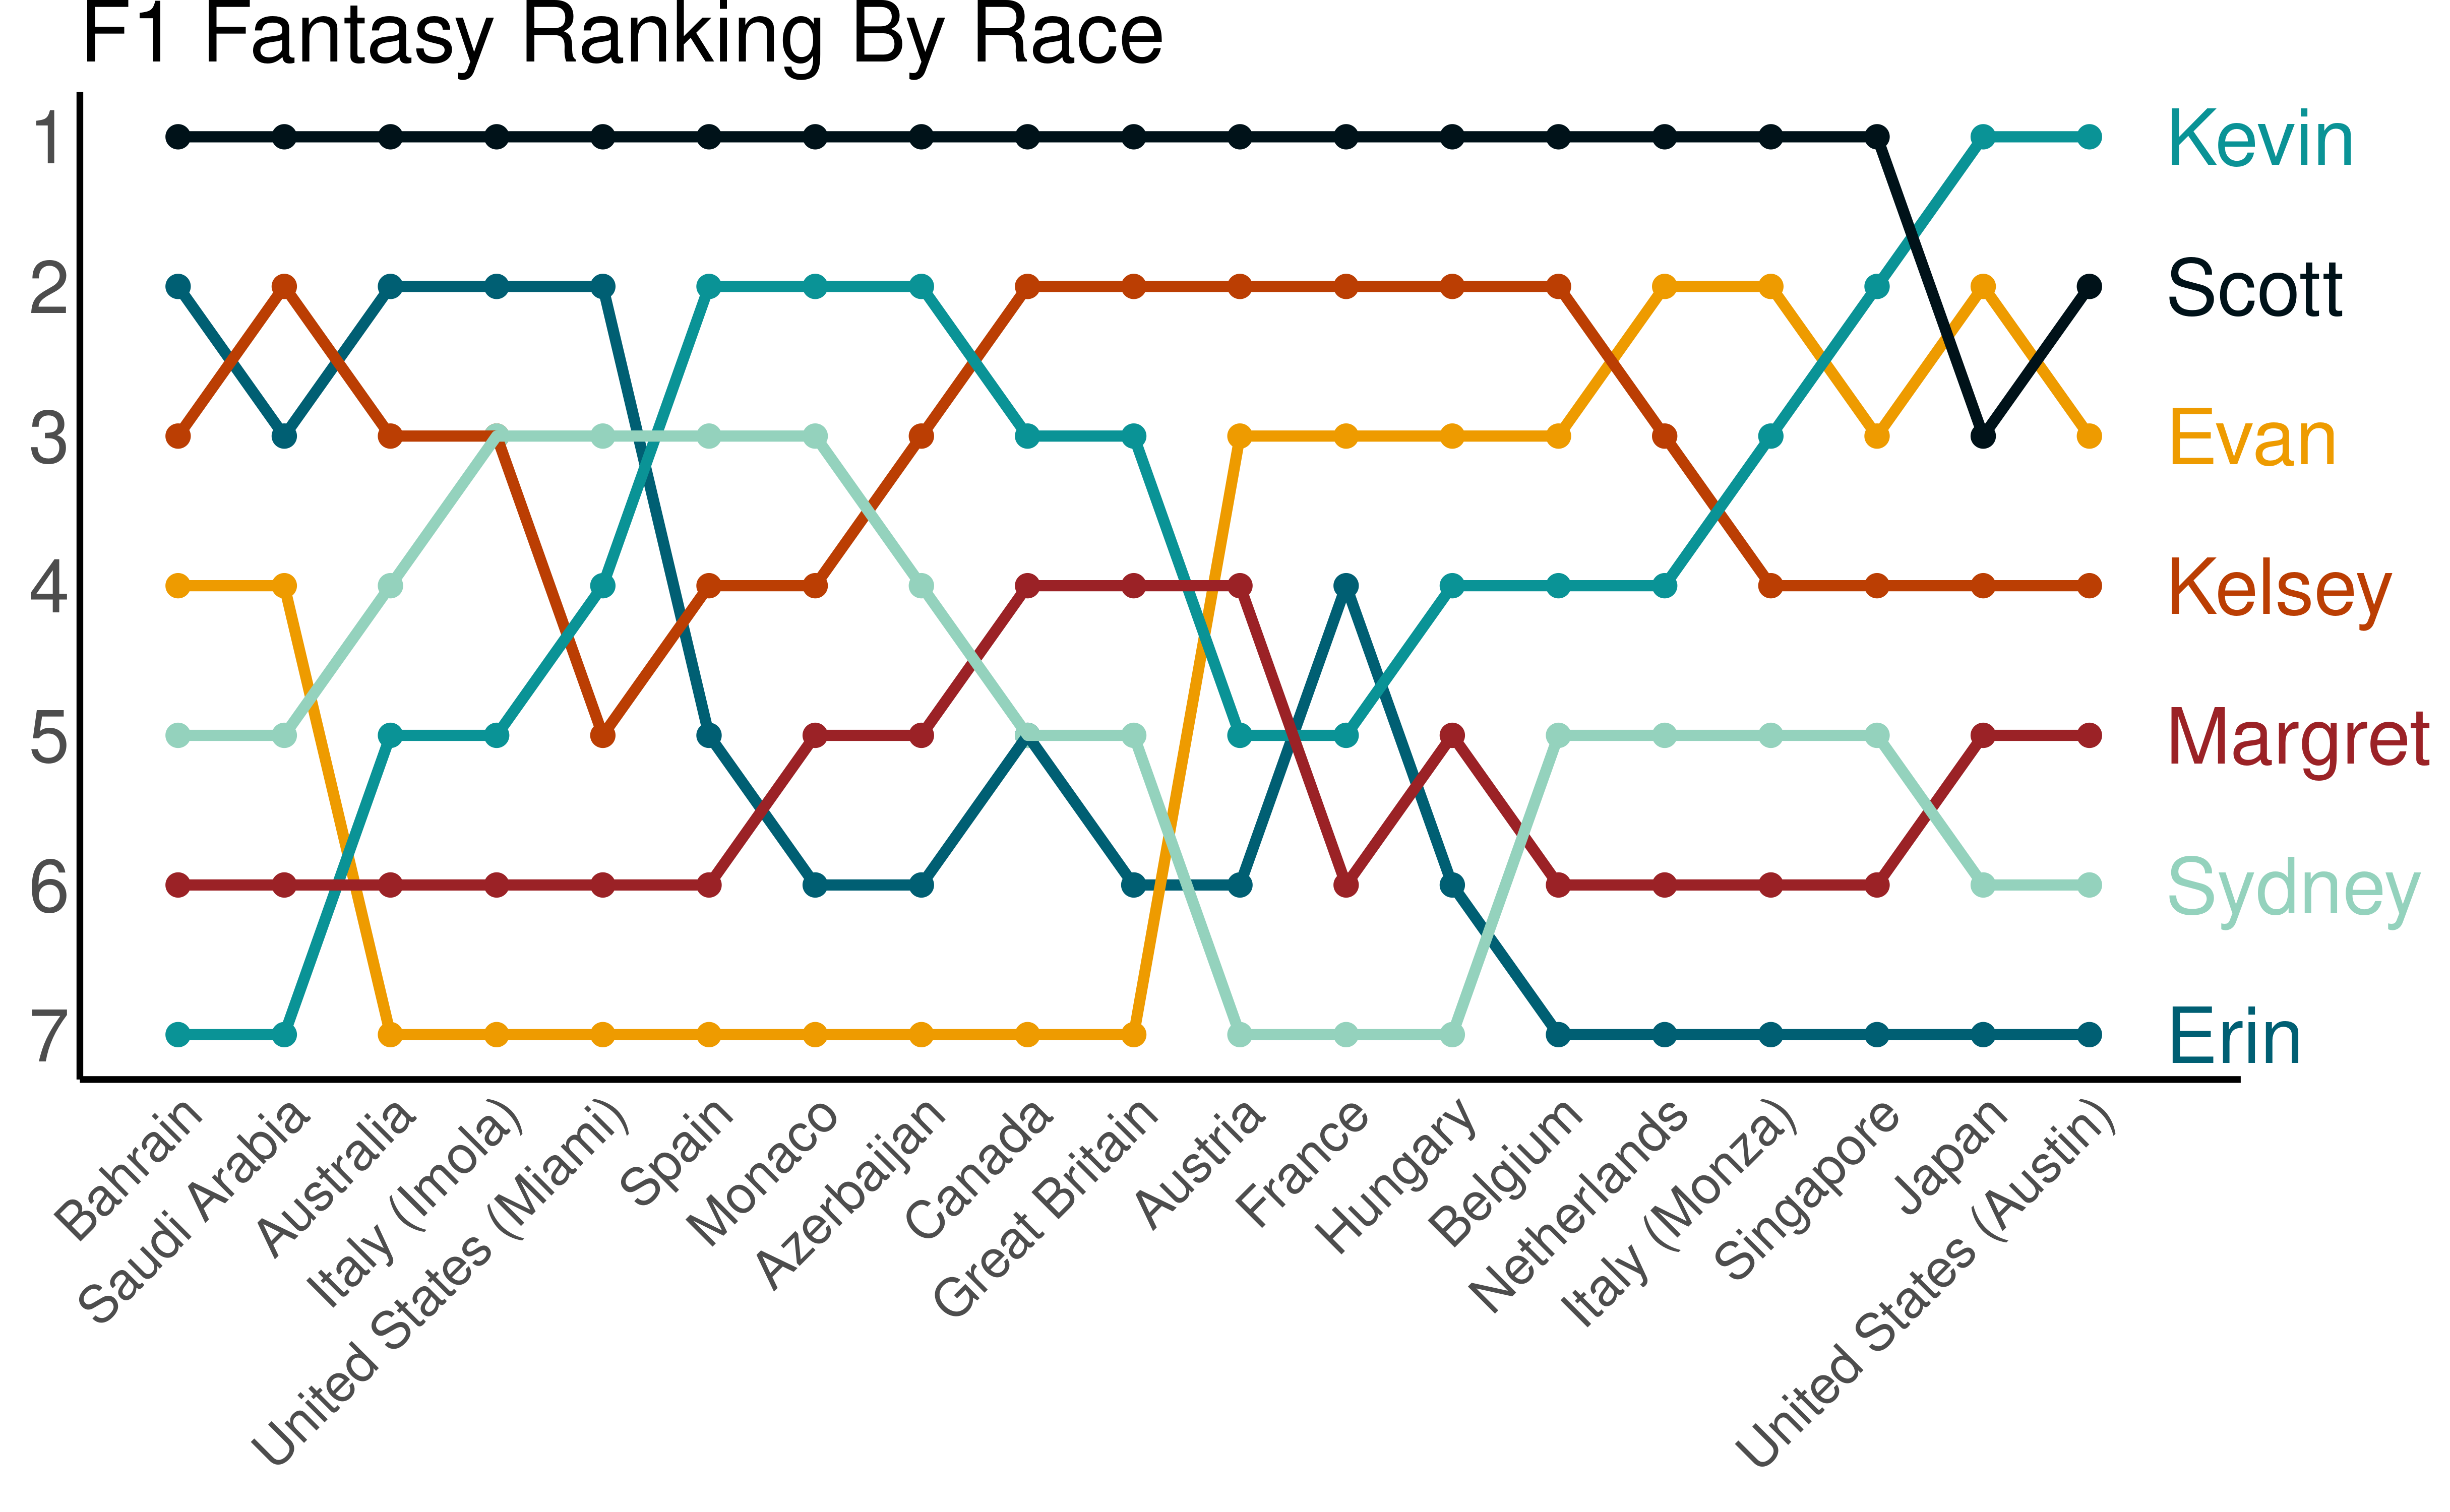 F1 Fantasy Ranking By Race
1
Kevin
2
Scott
3
Evan
4
Kelsey
5
Margret
6
Sydney
7
Erin
Bahrain
Saudi Arabia
Australia
Italy (Imola)
United States (Miami)
Spain
Monaco
Azerbaijan
Canada
Great Britain
Austria
France
Hungary
Belgium
Netherlands
Italy (Monza)
Singapore
Japan
United States (Austin)